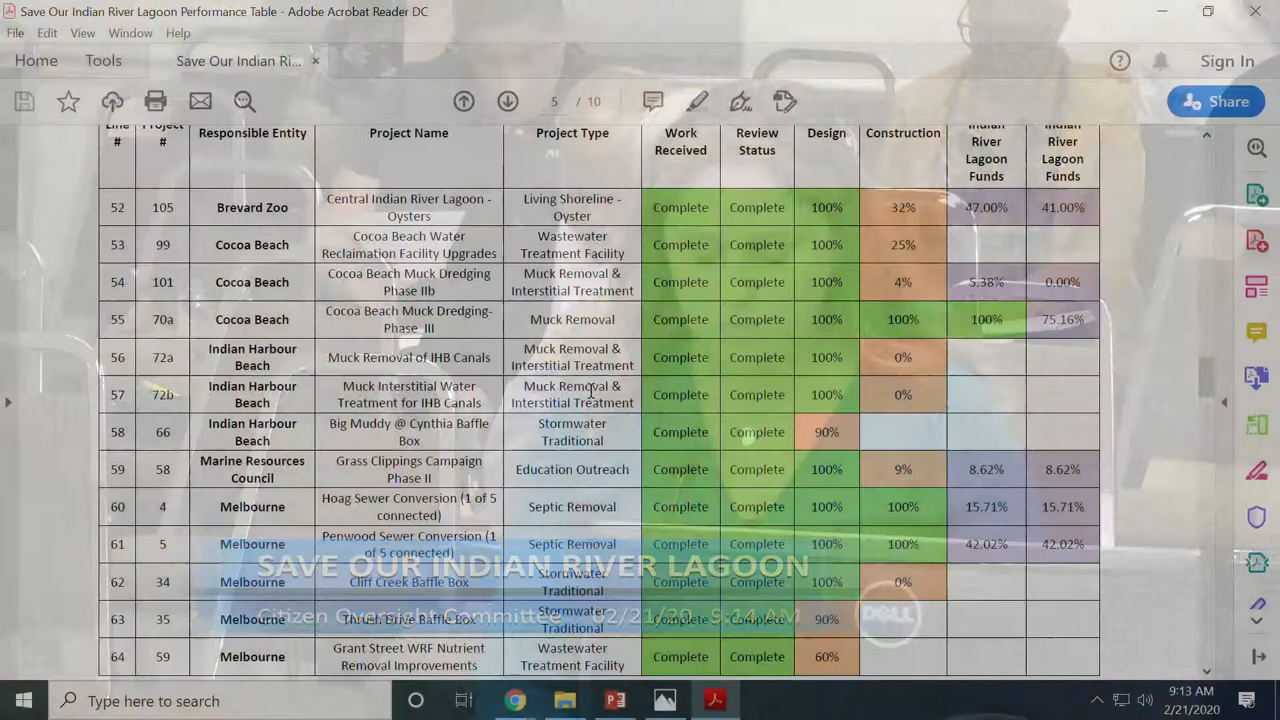 Save Our Indian River Lagoon Performance Table - Adobe Acrobat Reader DC
File Edit View Window Help
Home Tools Save Our Indian Ri... × Sign In
5 / 10 Share
Line # Project # Responsible Entity Project Name Project Type Work Received Review Status Design Construction Indian River Lagoon Funds Indian River Lagoon Funds
52 105 Brevard Zoo Central Indian River Lagoon - Oysters Living Shoreline - Oyster Complete Complete 100% 32% 47.00% 41.00%
53 99 Cocoa Beach Cocoa Beach Water Reclamation Facility Upgrades Wastewater Treatment Facility Complete Complete 100% 25%
54 101 Cocoa Beach Cocoa Beach Muck Dredging Phase IIb Muck Removal & Interstitial Treatment Complete Complete 100% 4% 5.38% 0.00%
55 70a Cocoa Beach Cocoa Beach Muck Dredging- Phase III Muck Removal Complete Complete 100% 100% 100% 75.16%
56 72a Indian Harbour Beach Muck Removal of IHB Canals Muck Removal & Interstitial Treatment Complete Complete 100% 0%
57 72b Indian Harbour Beach Muck Interstitial Water Treatment for IHB Canals Muck Removal & Interstitial Treatment Complete Complete 100% 0%
58 66 Indian Harbour Beach Big Muddy @ Cynthia Baffle Box Stormwater Traditional Complete Complete 90%
59 58 Marine Resources Council Grass Clippings Campaign Phase II Education Outreach Complete Complete 100% 9% 8.62% 8.62%
60 4 Melbourne Hoag Sewer Conversion (1 of 5 connected) Septic Removal Complete Complete 100% 100% 15.71% 15.71%
61 5 Melbourne Penwood Sewer Conversion (1 of 5 connected) Septic Removal Complete Complete 100% 100% 42.02% 42.02%
SAVE OUR INDIAN RIVER LAGOON
62 34 Melbourne Cliff Creek Baffle Box Stormwater Traditional Complete Complete 100% 0%
Citizen Oversight Committee 02/21/20 9:14 AM
DELL
63 35 Melbourne Thrush Drive Baffle Box Stormwater Traditional Complete Complete 90%
64 59 Melbourne Grant Street WRF Nutrient Removal Improvements Wastewater Treatment Facility Complete Complete 60%
Type here to search
9:13 AM
2/21/2020